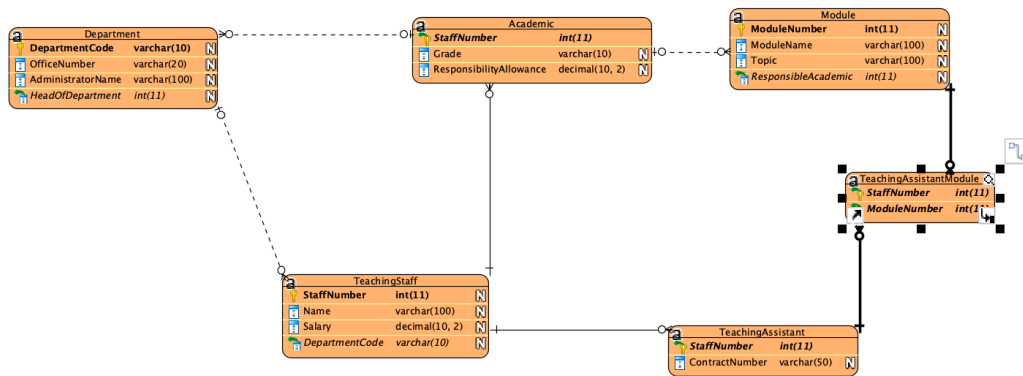 Department
DepartmentCode varchar(10) N
OfficeNumber varchar(20) N
AdministratorName varchar(100) N
HeadOfDepartment int(11) N
a Academic
StaffNumber int(11)
Grade varchar(10) N
ResponsibilityAllowance decimal(10, 2) N
a Module
ModuleNumber int(11) N
ModuleName varchar(100) N
Topic varchar(100) N
ResponsibleAcademic int(11) N
a TeachingAssistantModule
StaffNumber int(11)
ModuleNumber int(11)
a TeachingStaff
StaffNumber int(11) N
Name varchar(100) N
Salary decimal(10, 2) N
DepartmentCode varchar(10) N
a TeachingAssistant
StaffNumber int(11)
ContractNumber varchar(50) N